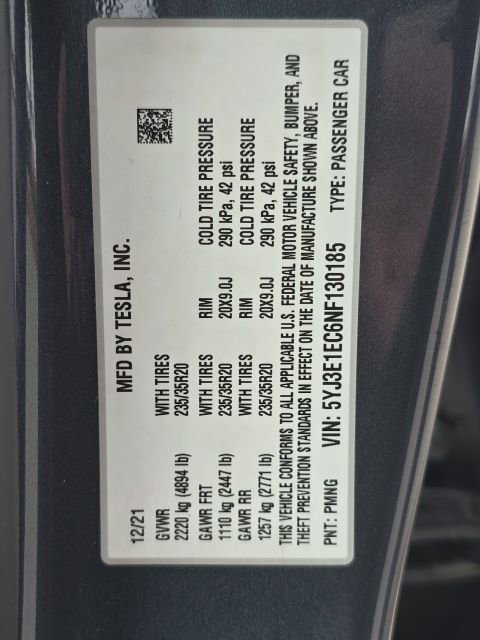 MFD BY TESLA, INC.
12/21
GVWR WITH TIRES
2220 kg (4894 lb) 235/35R20
GAWR FRT WITH TIRES RIM COLD TIRE PRESSURE
1110 kg (2447 lb) 235/35R20 20X9.0J 290 kPa, 42 psi
GAWR RR WITH TIRES RIM COLD TIRE PRESSURE
1257 kg (2771 lb) 235/35R20 20X9.0J 290 kPa, 42 psi
THIS VEHICLE CONFORMS TO ALL APPLICABLE U.S. FEDERAL MOTOR VEHICLE SAFETY, BUMPER, AND
THEFT PREVENTION STANDARDS IN EFFECT ON THE DATE OF MANUFACTURE SHOWN ABOVE.
PNT: PMNG VIN: 5YJ3E1EC6NF130185 TYPE: PASSENGER CAR